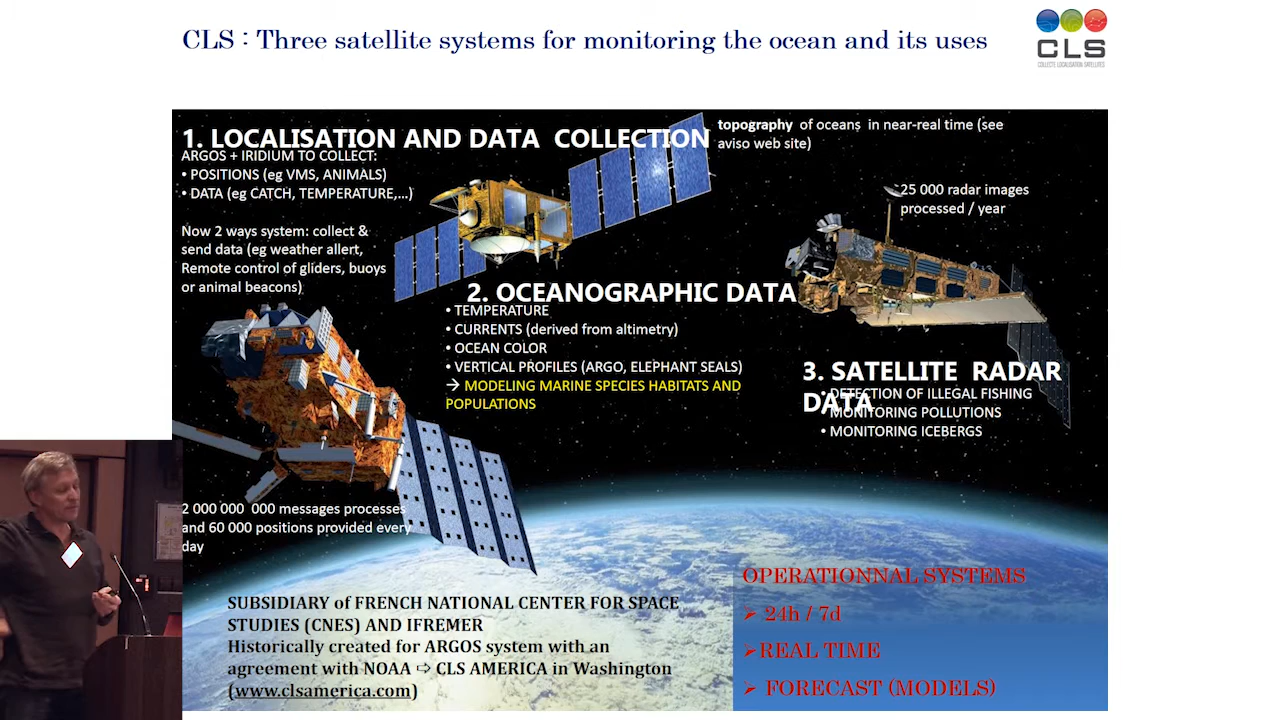 CLS : Three satellite systems for monitoring the ocean and its uses
CLS
COLLECTE LOCALISATION SATELLITES
1. LOCALISATION AND DATA COLLECTION
ARGOS + IRIDIUM TO COLLECT:
• POSITIONS (eg VMS, ANIMALS)
• DATA (eg CATCH, TEMPERATURE,...)
Now 2 ways system: collect &
send data (eg weather allert,
Remote control of gliders, buoys
or animal beacons)
topography of oceans in near-real time (see
aviso web site)
25 000 radar images
processed / year
2. OCEANOGRAPHIC DATA
• TEMPERATURE
• CURRENTS (derived from altimetry)
• OCEAN COLOR
• VERTICAL PROFILES (ARGO, ELEPHANT SEALS)
→ MODELING MARINE SPECIES HABITATS AND
POPULATIONS
3. SATELLITE RADAR
DATA
• DETECTION OF ILLEGAL FISHING
• MONITORING POLLUTIONS
• MONITORING ICEBERGS
2 000 000 000 messages processes
and 60 000 positions provided every
day
SUBSIDIARY of FRENCH NATIONAL CENTER FOR SPACE
STUDIES (CNES) AND IFREMER
Historically created for ARGOS system with an
agreement with NOAA ⇨ CLS AMERICA in Washington
(www.clsamerica.com)
OPERATIONNAL SYSTEMS
➢ 24h / 7d
➢REAL TIME
➢ FORECAST (MODELS)